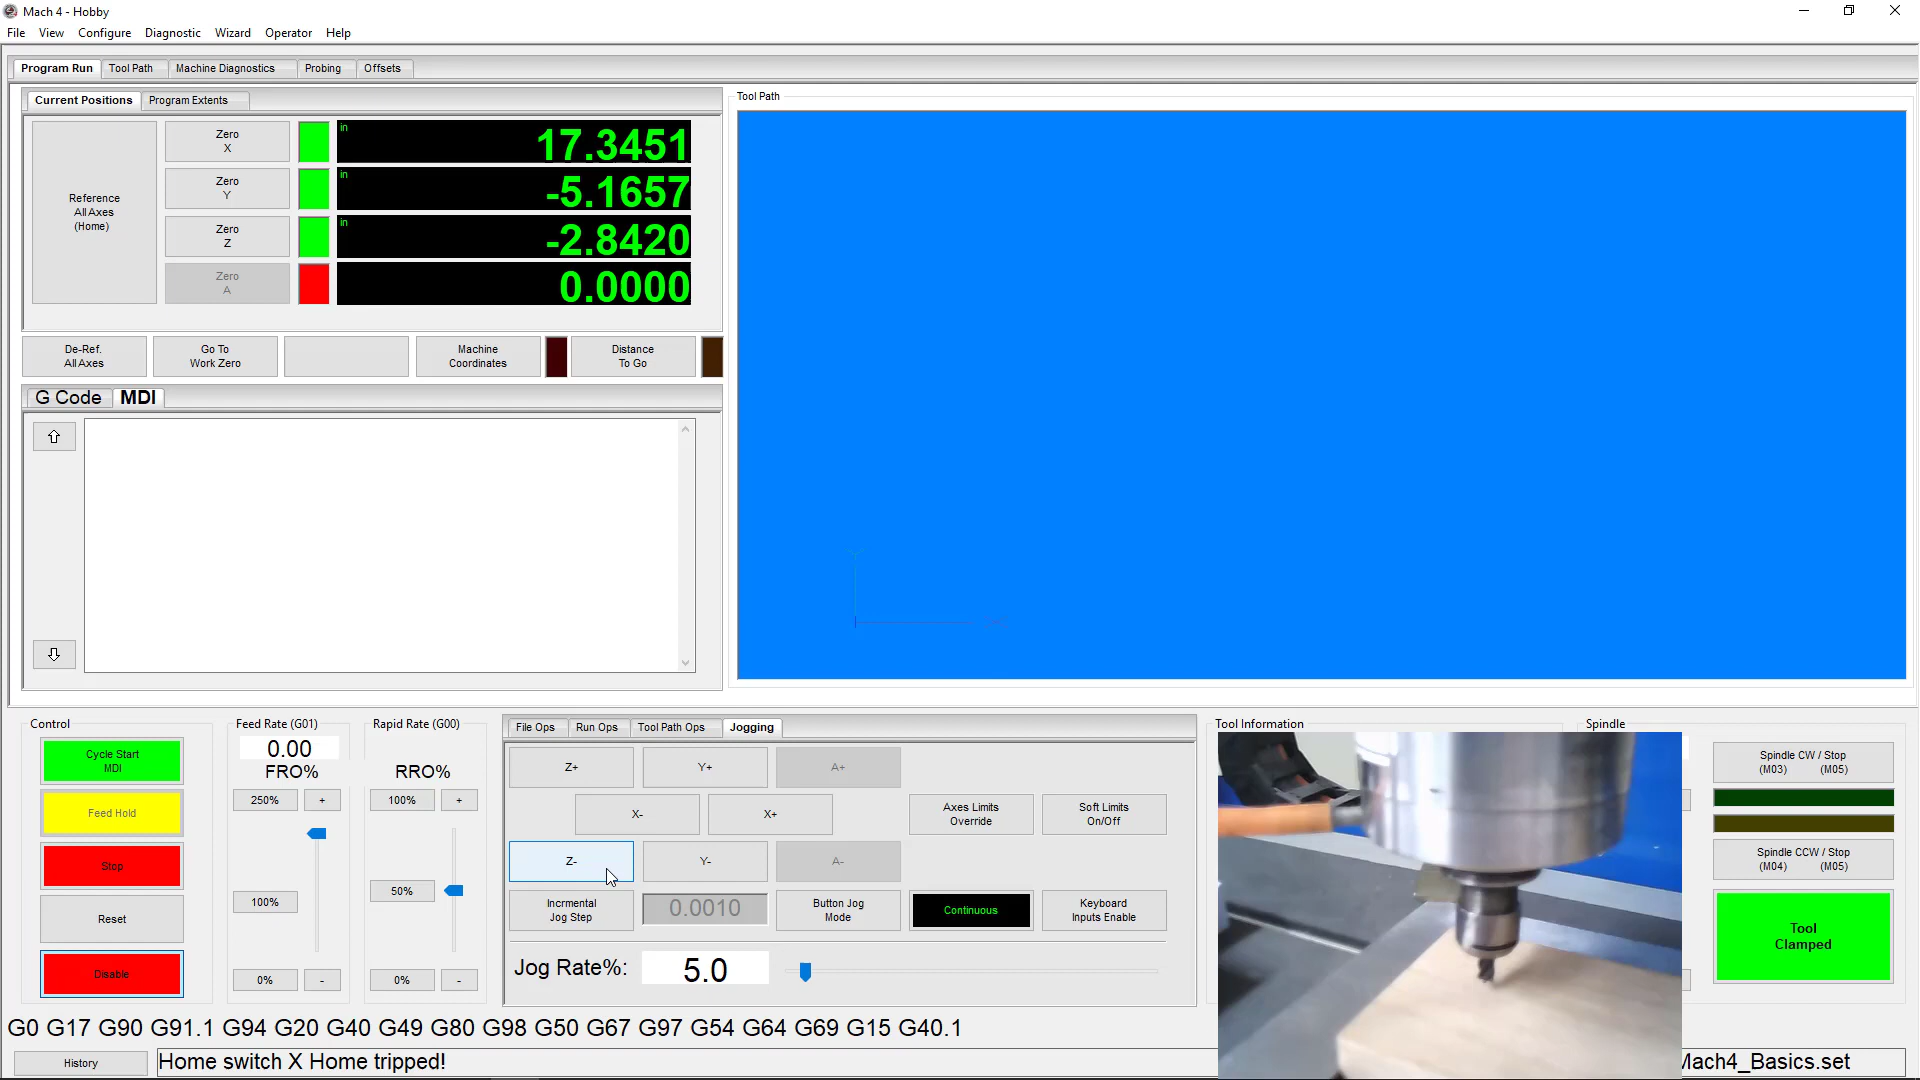 Mach 4 - Hobby
File View Configure Diagnostic Wizard Operator Help
Program Run Tool Path Machine Diagnostics Probing Offsets
Current Positions Program Extents
Tool Path
Reference
All Axes
(Home)
Zero
X
in
17.3451
Zero
Y
in
-5.1657
Zero
Z
in
-2.8420
Zero
A
0.0000
De-Ref.
All Axes
Go To
Work Zero
Machine
Coordinates
Distance
To Go
G Code MDI
Control
Cycle Start
MDI
Feed Hold
Stop
Reset
Disable
Feed Rate (G01)
0.00
FRO%
250% +
100%
0% -
Rapid Rate (G00)
RRO%
100% +
50%
0% -
File Ops Run Ops Tool Path Ops Jogging
Z+ Y+ A+
X- X+
Axes Limits
Override
Soft Limits
On/Off
Z- Y- A-
Incrmental
Jog Step
0.0010
Button Jog
Mode
Continuous
Keyboard
Inputs Enable
Jog Rate%: 5.0
Tool Information
Spindle
Spindle CW / Stop
(M03) (M05)
Spindle CCW / Stop
(M04) (M05)
Tool
Clamped
G0 G17 G90 G91.1 G94 G20 G40 G49 G80 G98 G50 G67 G97 G54 G64 G69 G15 G40.1
History
Home switch X Home tripped!
Mach4_Basics.set